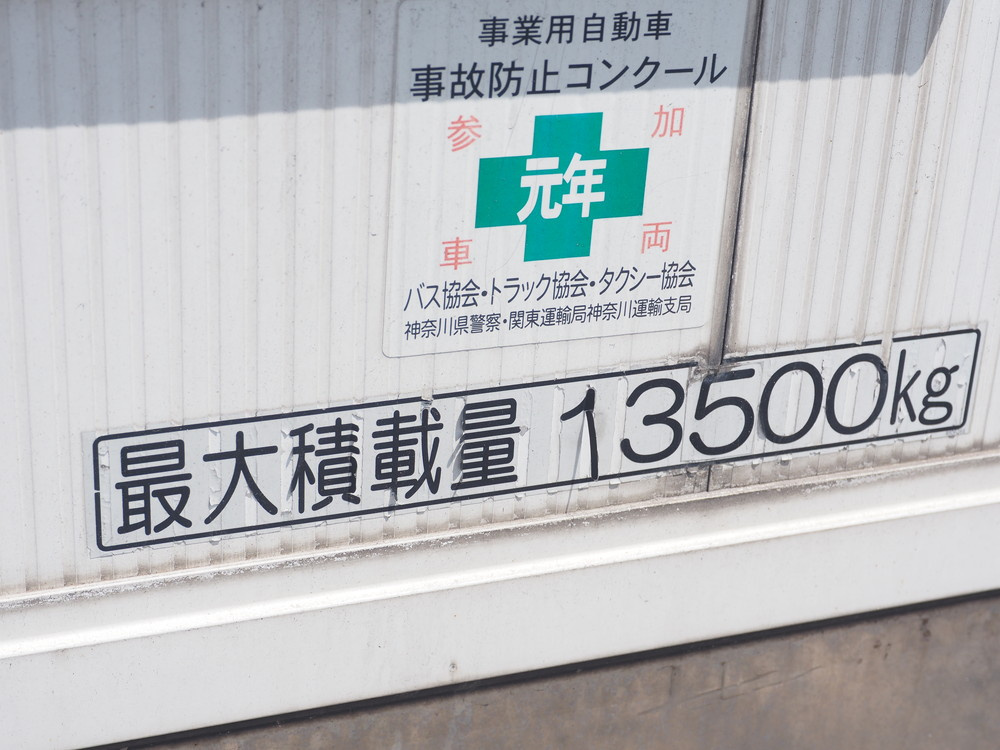 事業用自動車
事故防止コンクール
参 加
元年
車 両
バス協会・トラック協会・タクシー協会
神奈川県警察・関東運輸局神奈川運輸支局
最大積載量 13500kg